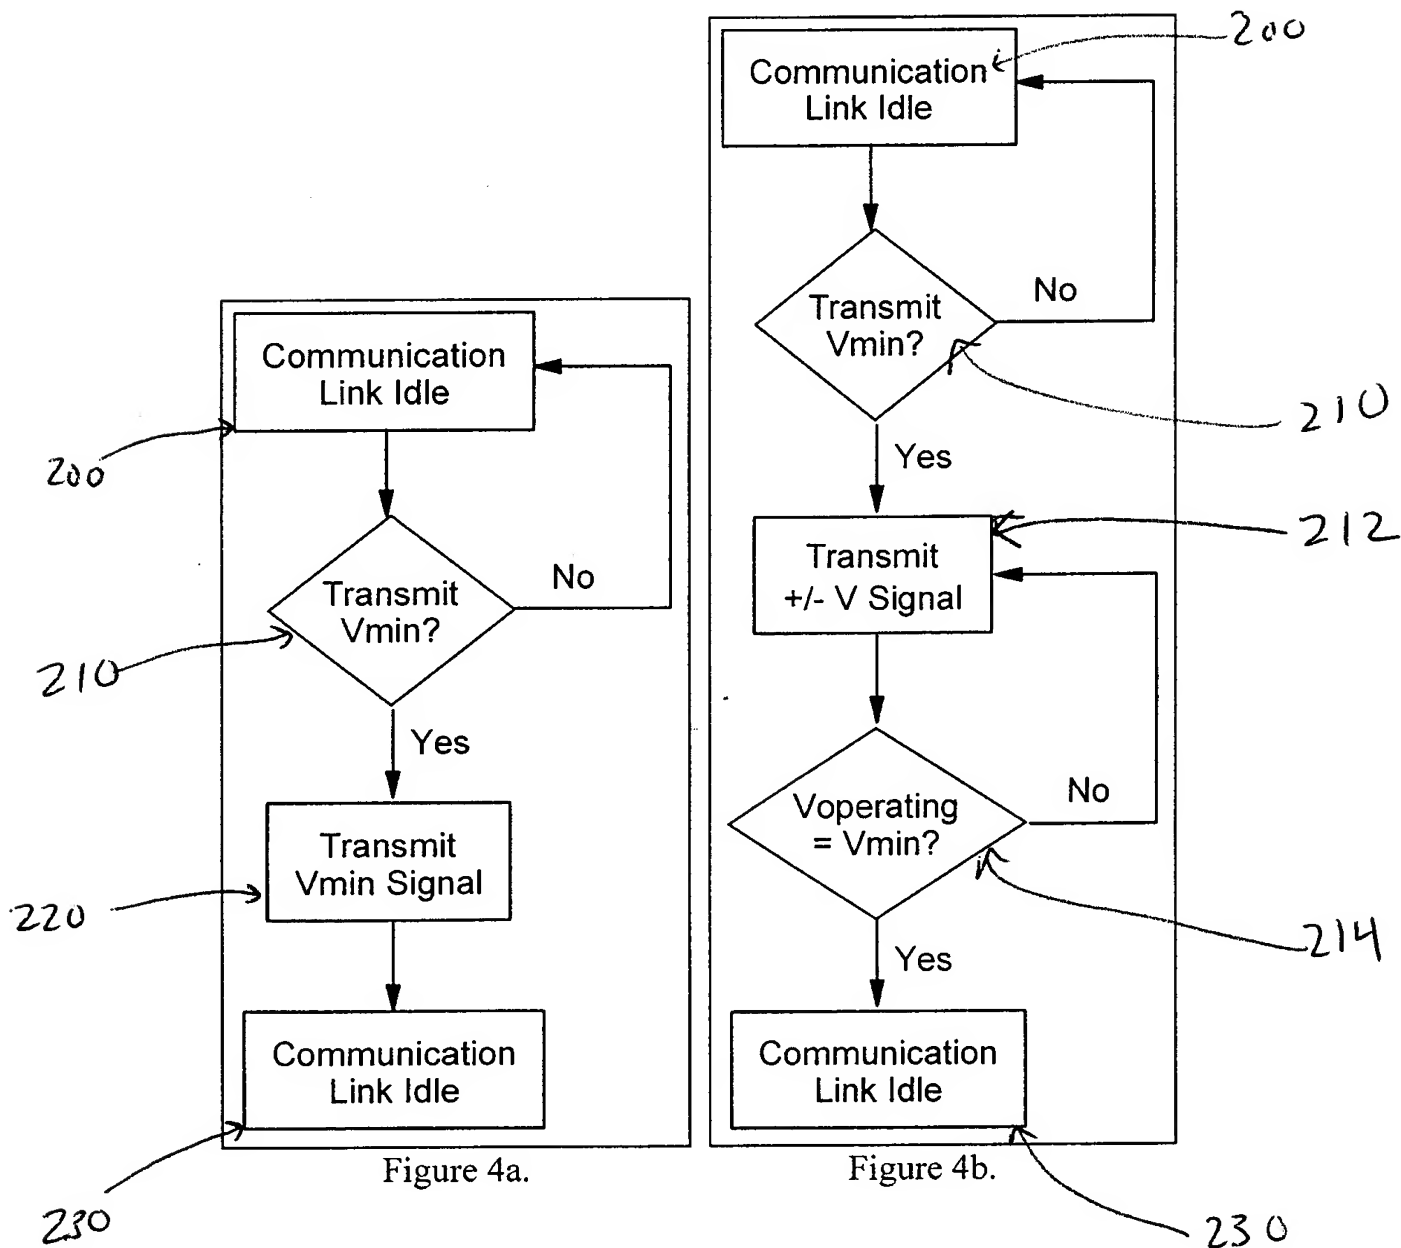 Communication
Link Idle
200
Transmit
Vmin?
No
210
Yes
Transmit
Vmin Signal
220
Communication
Link Idle
230
Figure 4a.
Communication
Link Idle
200
Transmit
Vmin?
No
210
Yes
Transmit
+/- V Signal
212
Voperating
= Vmin?
No
214
Yes
Communication
Link Idle
230
Figure 4b.